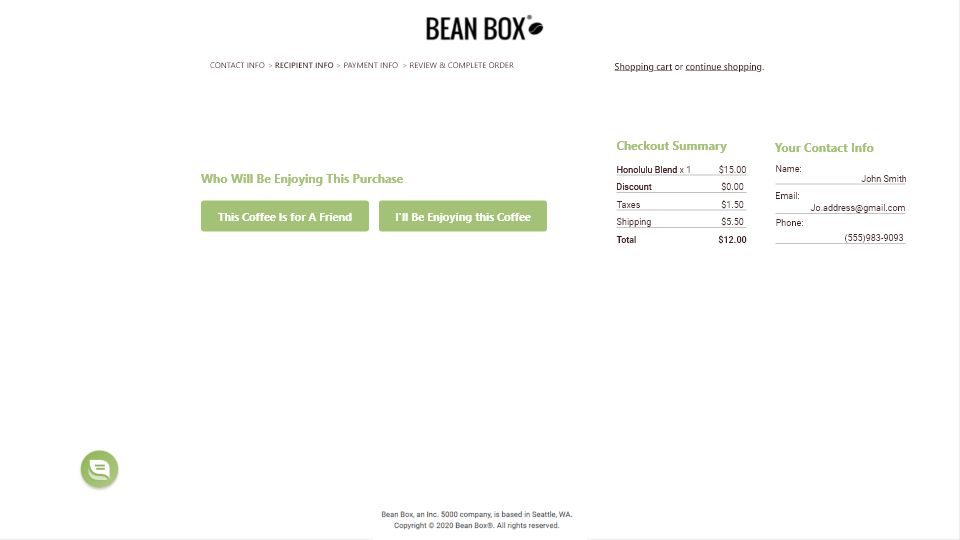 BEAN BOX®
CONTACT INFO > RECIPIENT INFO > PAYMENT INFO > REVIEW & COMPLETE ORDER
Shopping cart or continue shopping.
Who Will Be Enjoying This Purchase
This Coffee Is for A Friend
I'll Be Enjoying this Coffee
Checkout Summary
Honolulu Blend x 1 $15.00
Discount $0.00
Taxes $1.50
Shipping $5.50
Total $12.00
Your Contact Info
Name:
John Smith
Email:
Jo.address@gmail.com
Phone:
(555)983-9093
Bean Box, an Inc. 5000 company, is based in Seattle, WA.
Copyright © 2020 Bean Box®. All rights reserved.